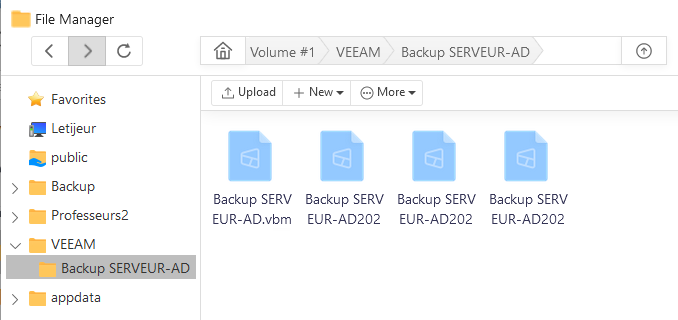 File Manager
Volume #1 VEEAM Backup SERVEUR-AD
Upload New More
Favorites
Letijeur
public
Backup
Professeurs2
VEEAM
Backup SERVEUR-AD
appdata
Backup SERV
EUR-AD.vbm
Backup SERV
EUR-AD202
Backup SERV
EUR-AD202
Backup SERV
EUR-AD202